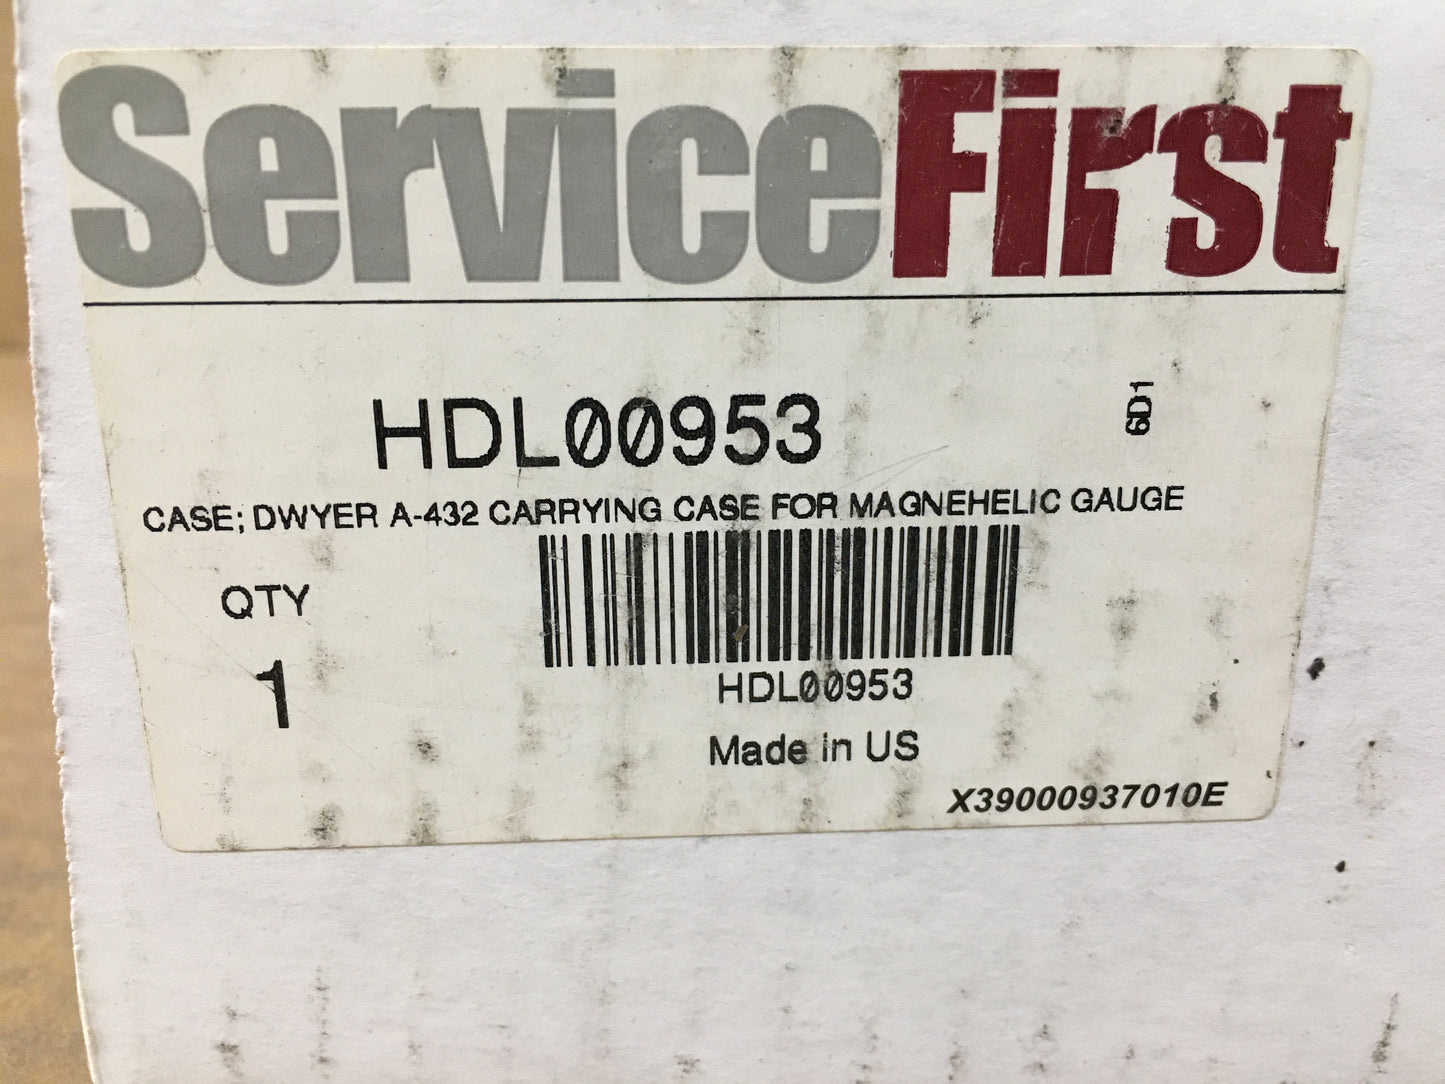 ServiceFirst
HDL00953
6D1
CASE; DWYER A-432 CARRYING CASE FOR MAGNEHELIC GAUGE
QTY
1
HDL00953
Made in US
X39000937010E